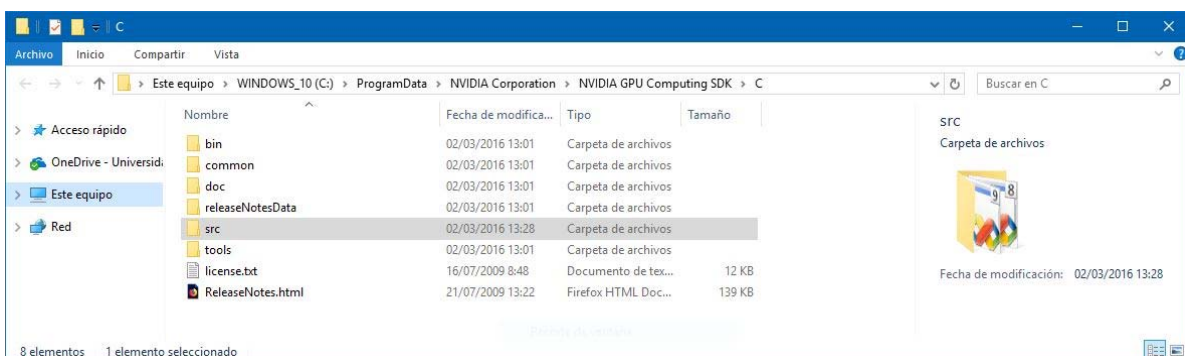 C
Archivo Inicio Compartir Vista
Este equipo > WINDOWS_10 (C:) > ProgramData > NVIDIA Corporation > NVIDIA GPU Computing SDK > C
Buscar en C
Acceso rápido
OneDrive - Universid
Este equipo
Red
Nombre Fecha de modifica... Tipo Tamaño
bin 02/03/2016 13:01 Carpeta de archivos
common 02/03/2016 13:01 Carpeta de archivos
doc 02/03/2016 13:01 Carpeta de archivos
releaseNotesData 02/03/2016 13:01 Carpeta de archivos
src 02/03/2016 13:28 Carpeta de archivos
tools 02/03/2016 13:01 Carpeta de archivos
license.txt 16/07/2009 8:48 Documento de tex... 12 KB
ReleaseNotes.html 21/07/2009 13:22 Firefox HTML Doc... 139 KB
src
Carpeta de archivos
9 8
Fecha de modificación: 02/03/2016 13:28
8 elementos 1 elemento seleccionado